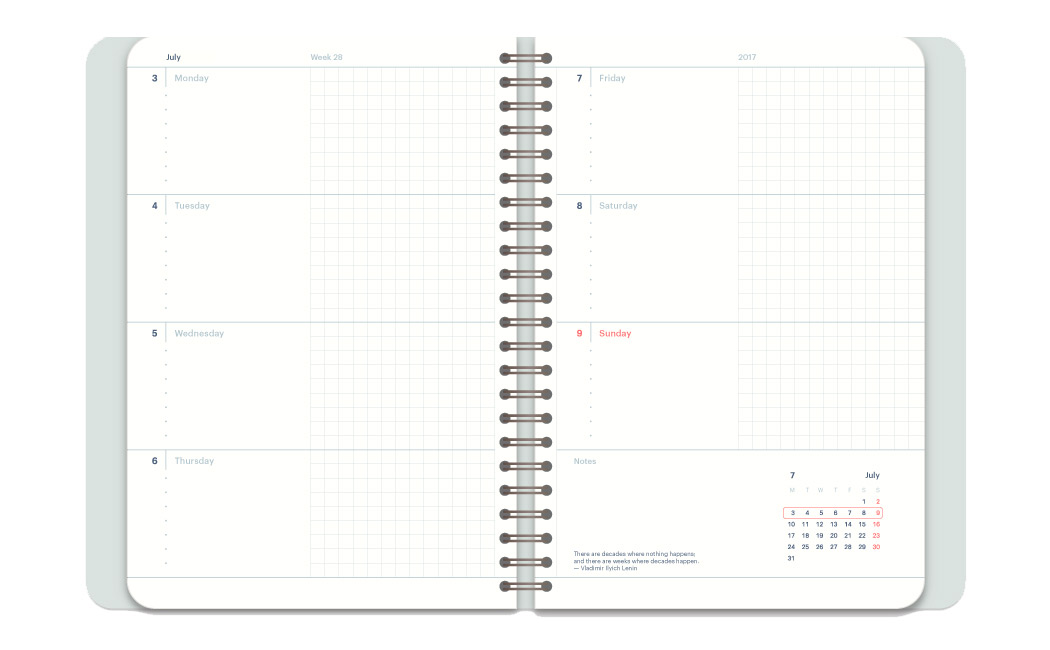 July Week 28
3 Monday
4 Tuesday
5 Wednesday
6 Thursday
2017
7 Friday
8 Saturday
9 Sunday
Notes
There are decades where nothing happens;
and there are weeks where decades happen.
— Vladimir Ilyich Lenin
7 July
M T W T F S S
1 2
3 4 5 6 7 8 9
10 11 12 13 14 15 16
17 18 19 20 21 22 23
24 25 26 27 28 29 30
31